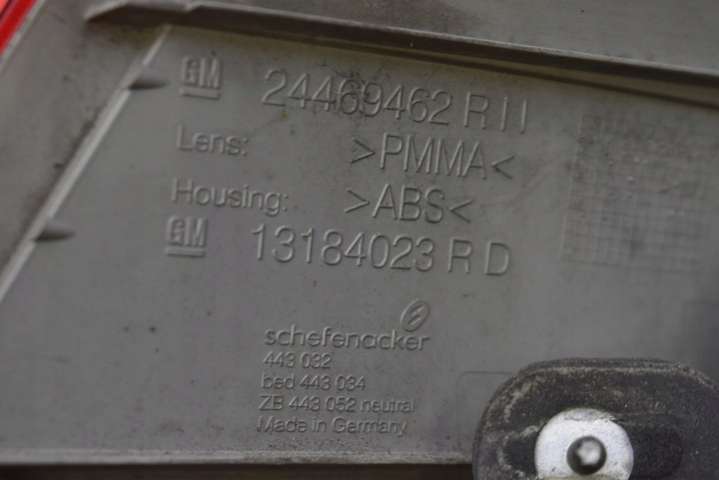 GM 24469462 R II
Lens: >PMMA<
Housing: >ABS<
GM 13184023 R D
schefenacker
443 032
bed 443 034
ZB 443 052 neutral
Made in Germany